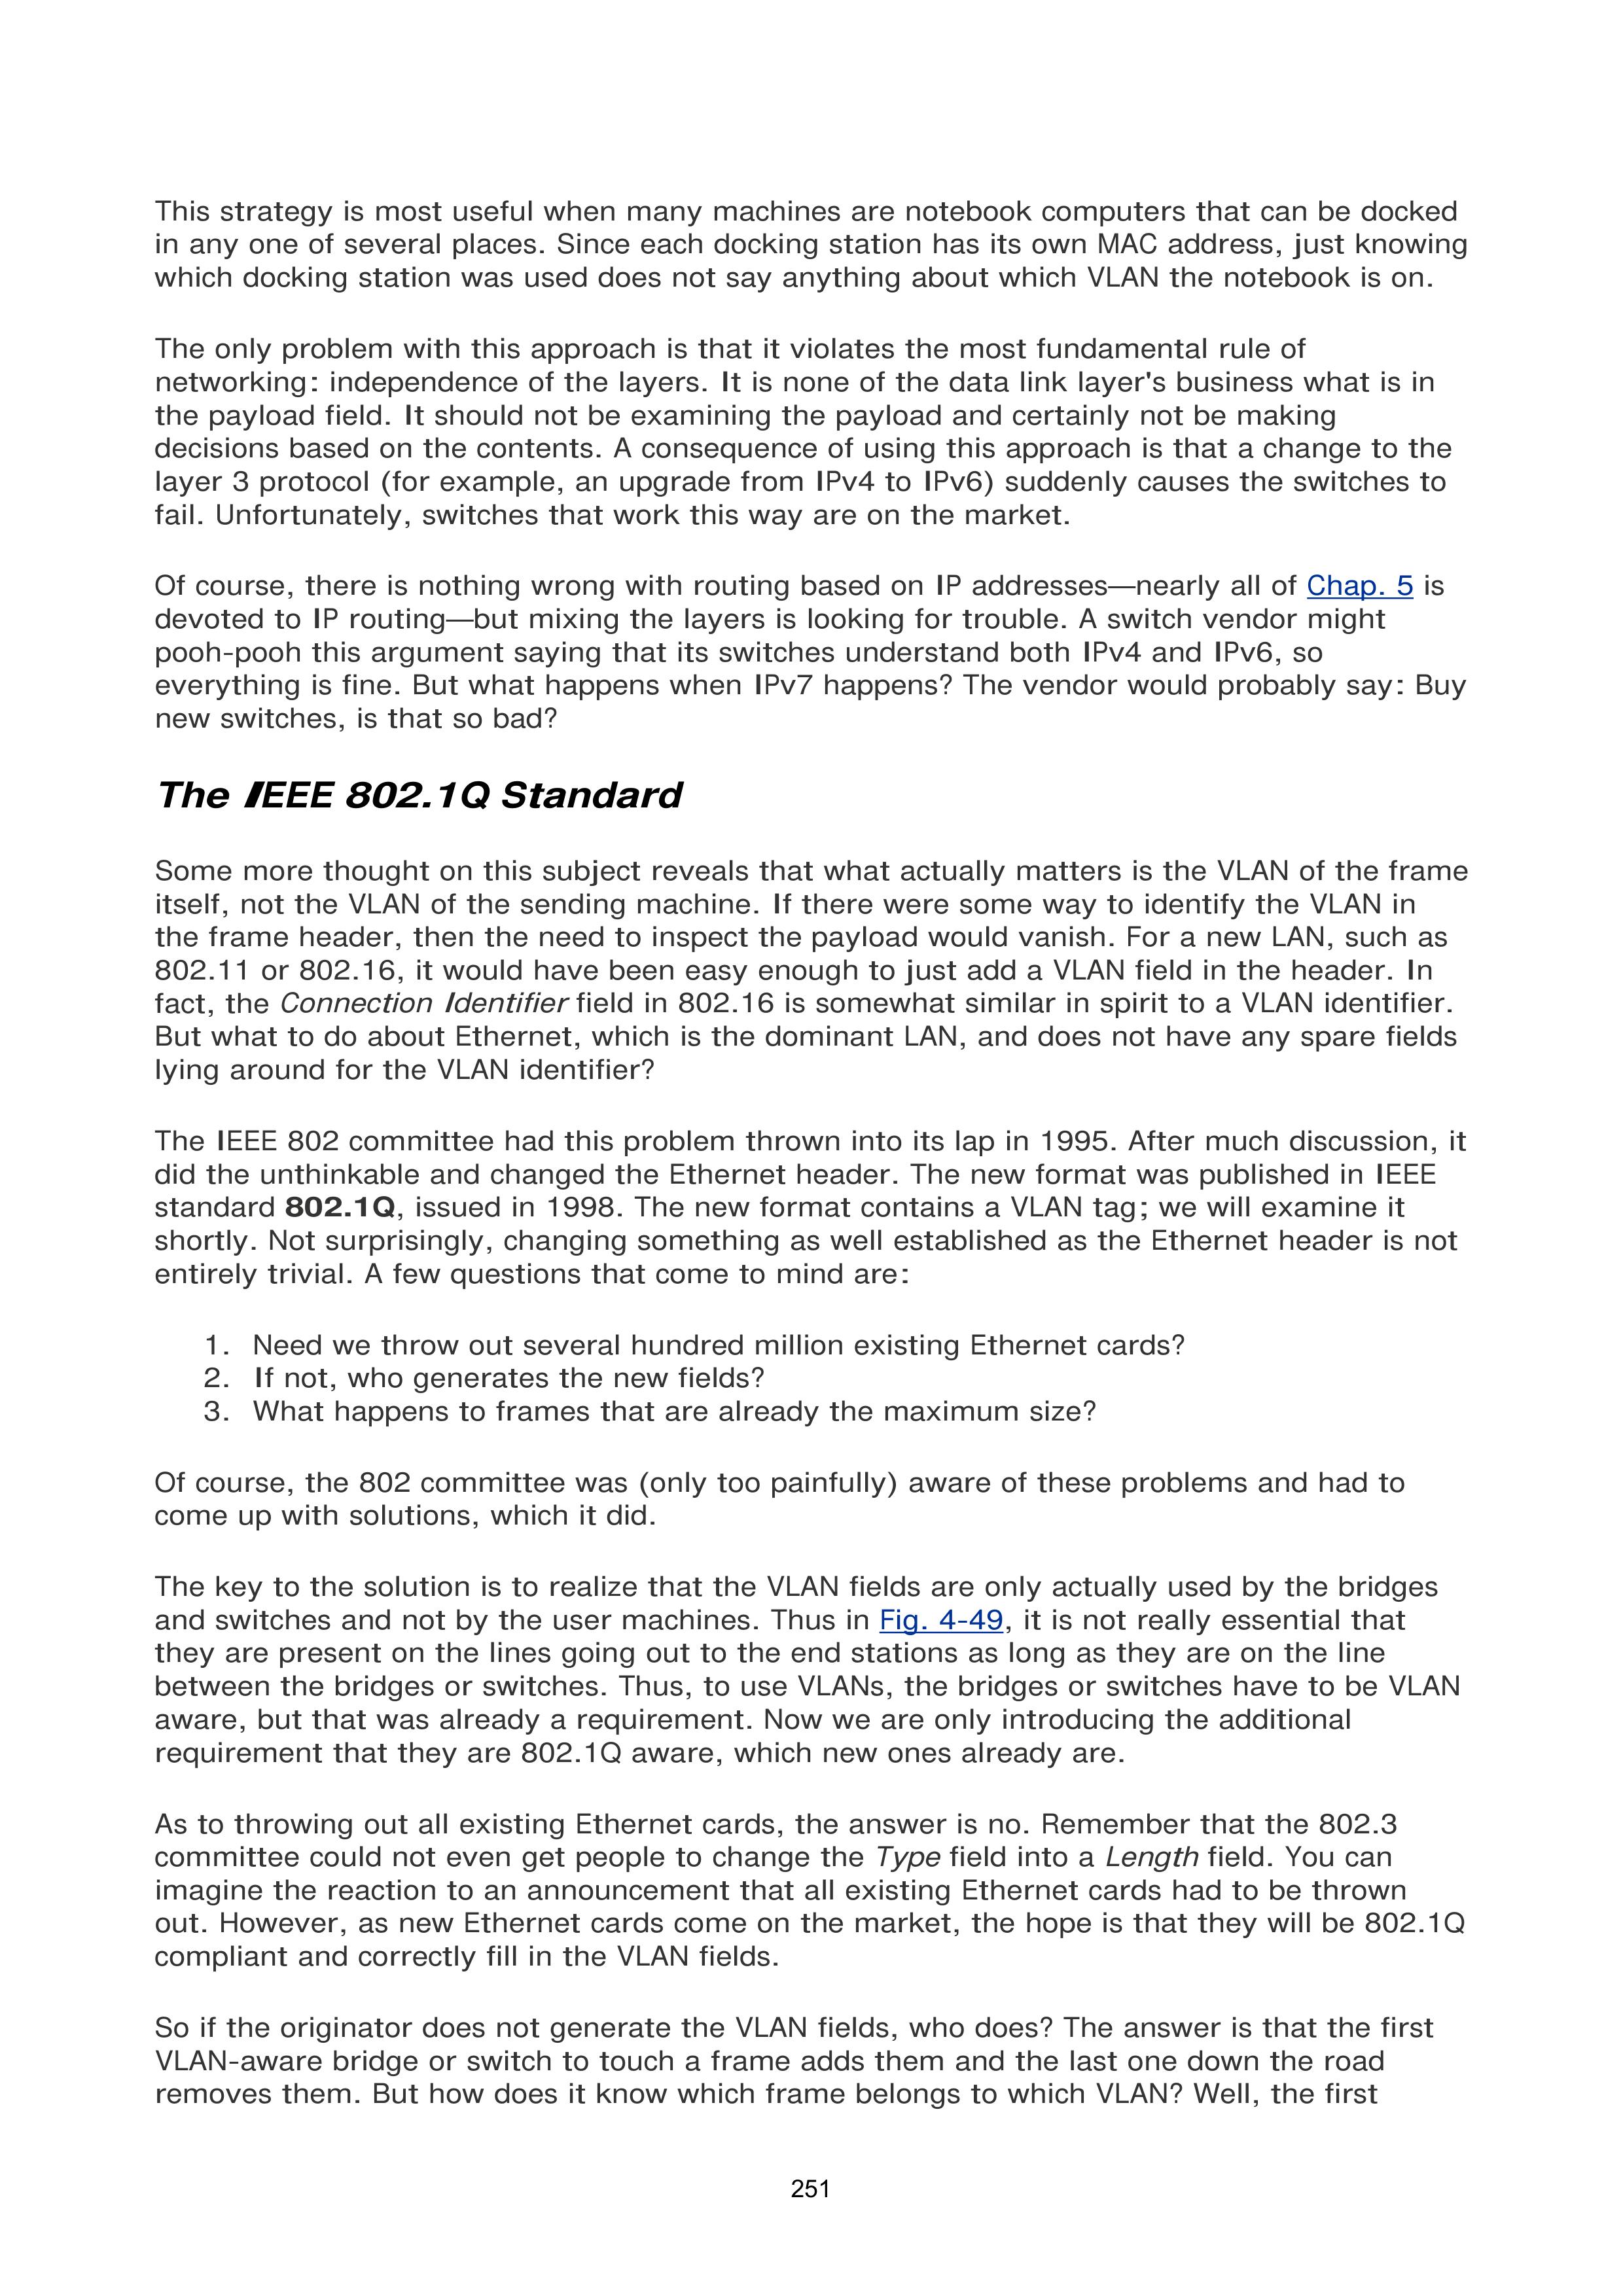 This strategy is most useful when many machines are notebook computers that can be docked
in any one of several places. Since each docking station has its own MAC address, just knowing
which docking station was used does not say anything about which VLAN the notebook is on.
The only problem with this approach is that it violates the most fundamental rule of
networking: independence of the layers. It is none of the data link layer's business what is in
the payload field. It should not be examining the payload and certainly not be making
decisions based on the contents. A consequence of using this approach is that a change to the
layer 3 protocol (for example, an upgrade from IPv4 to IPv6) suddenly causes the switches to
fail. Unfortunately, switches that work this way are on the market.
Of course, there is nothing wrong with routing based on IP addresses—nearly all of Chap. 5 is
devoted to IP routing—but mixing the layers is looking for trouble. A switch vendor might
pooh-pooh this argument saying that its switches understand both IPv4 and IPv6, so
everything is fine. But what happens when IPv7 happens? The vendor would probably say: Buy
new switches, is that so bad?
The IEEE 802.1Q Standard
Some more thought on this subject reveals that what actually matters is the VLAN of the frame
itself, not the VLAN of the sending machine. If there were some way to identify the VLAN in
the frame header, then the need to inspect the payload would vanish. For a new LAN, such as
802.11 or 802.16, it would have been easy enough to just add a VLAN field in the header. In
fact, the Connection Identifier field in 802.16 is somewhat similar in spirit to a VLAN identifier.
But what to do about Ethernet, which is the dominant LAN, and does not have any spare fields
lying around for the VLAN identifier?
The IEEE 802 committee had this problem thrown into its lap in 1995. After much discussion, it
did the unthinkable and changed the Ethernet header. The new format was published in IEEE
standard 802.1Q, issued in 1998. The new format contains a VLAN tag; we will examine it
shortly. Not surprisingly, changing something as well established as the Ethernet header is not
entirely trivial. A few questions that come to mind are:
1. Need we throw out several hundred million existing Ethernet cards?
2. If not, who generates the new fields?
3. What happens to frames that are already the maximum size?
Of course, the 802 committee was (only too painfully) aware of these problems and had to
come up with solutions, which it did.
The key to the solution is to realize that the VLAN fields are only actually used by the bridges
and switches and not by the user machines. Thus in Fig. 4-49, it is not really essential that
they are present on the lines going out to the end stations as long as they are on the line
between the bridges or switches. Thus, to use VLANs, the bridges or switches have to be VLAN
aware, but that was already a requirement. Now we are only introducing the additional
requirement that they are 802.1Q aware, which new ones already are.
As to throwing out all existing Ethernet cards, the answer is no. Remember that the 802.3
committee could not even get people to change the Type field into a Length field. You can
imagine the reaction to an announcement that all existing Ethernet cards had to be thrown
out. However, as new Ethernet cards come on the market, the hope is that they will be 802.1Q
compliant and correctly fill in the VLAN fields.
So if the originator does not generate the VLAN fields, who does? The answer is that the first
VLAN-aware bridge or switch to touch a frame adds them and the last one down the road
removes them. But how does it know which frame belongs to which VLAN? Well, the first
251